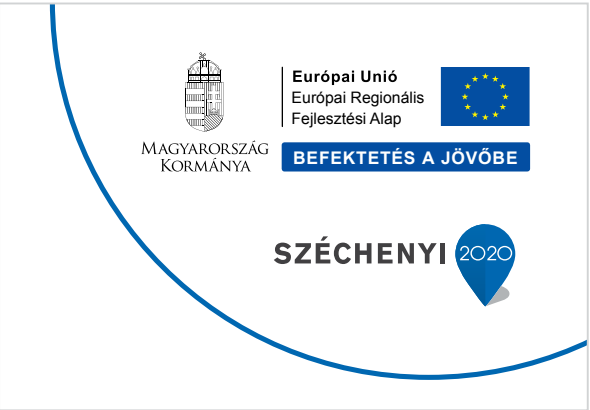 Európai Unió
Európai Regionális
Fejlesztési Alap
MAGYARORSZÁG
KORMÁNYA
BEFEKTETÉS A JÖVŐBE
SZÉCHENYI 2020